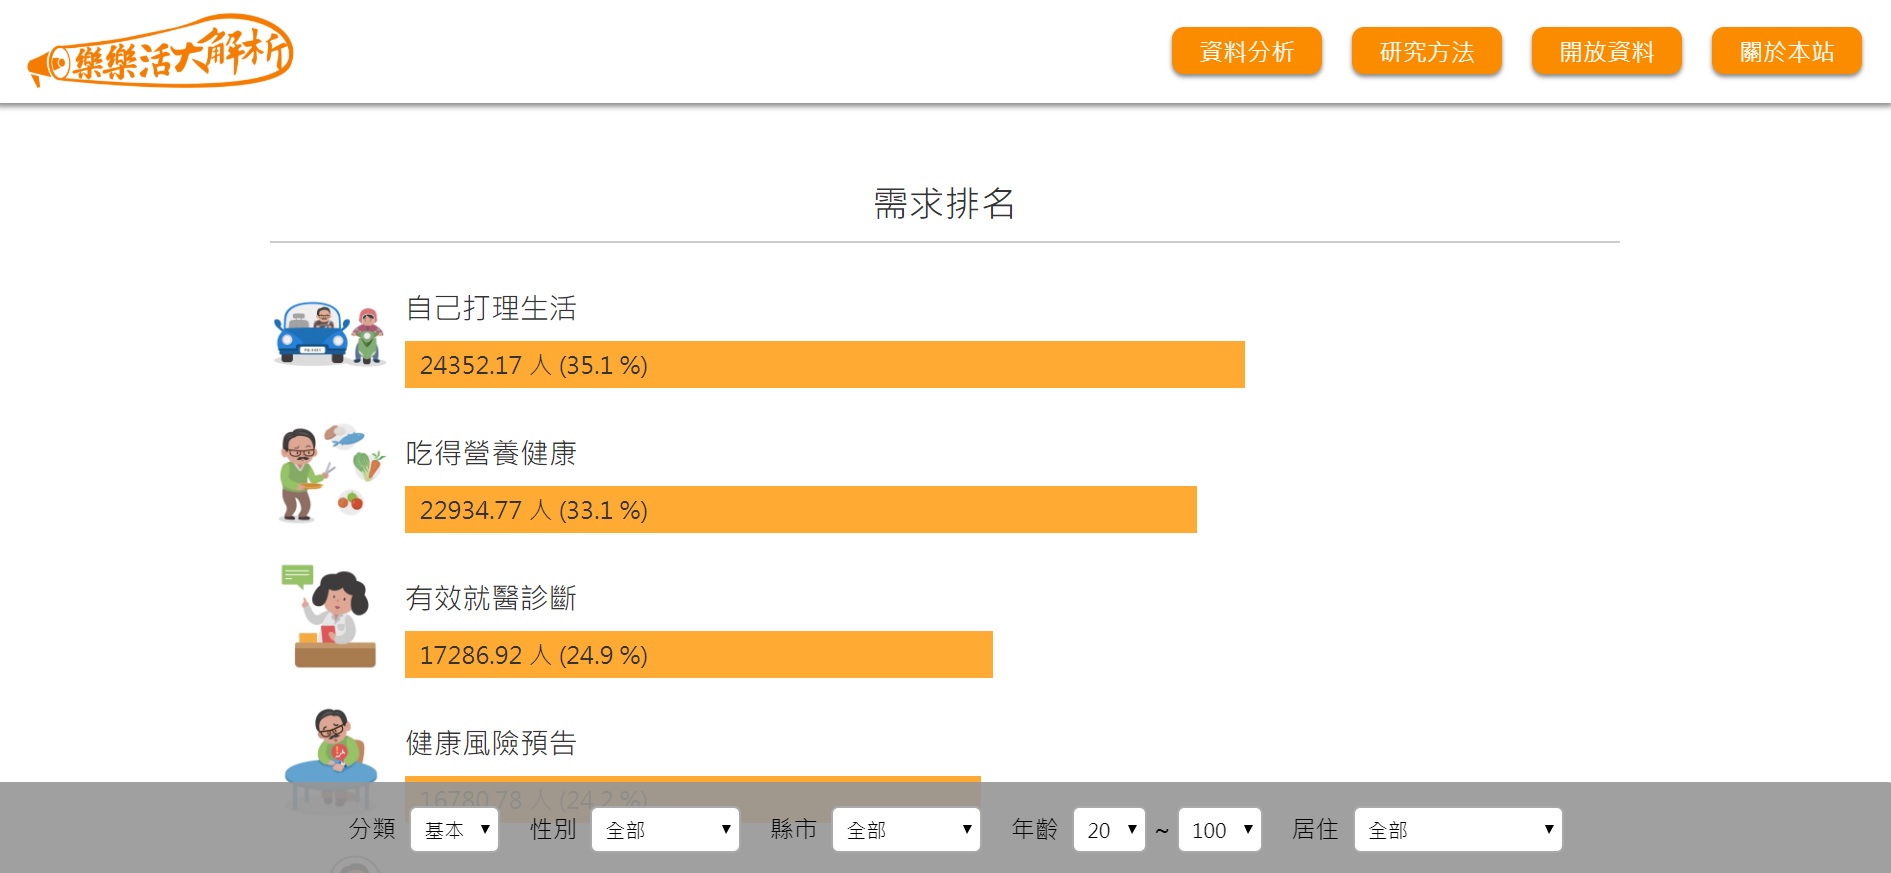 樂樂活大解析
資料分析 研究方法 開放資料 關於本站
需求排名
自己打理生活
24352.17 人 (35.1 %)
吃得營養健康
22934.77 人 (33.1 %)
有效就醫診斷
17286.92 人 (24.9 %)
健康風險預告
16780.78 人 (24.2 %)
分類 基本 性別 全部 縣市 全部 年齡 20 ~ 100 居住 全部